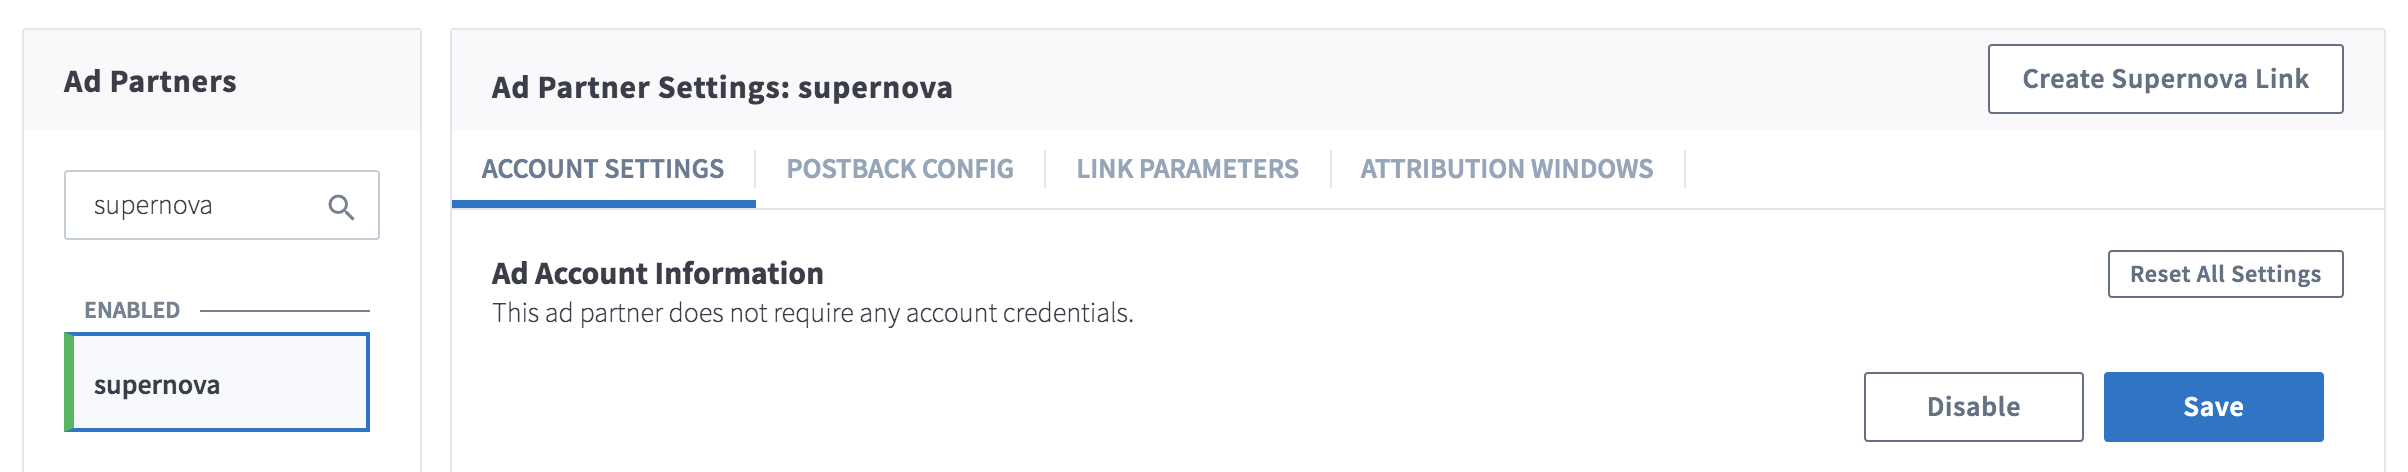 Ad Partners
supernova
ENABLED
supernova
Ad Partner Settings: supernova
Create Supernova Link
ACCOUNT SETTINGS
POSTBACK CONFIG
LINK PARAMETERS
ATTRIBUTION WINDOWS
Ad Account Information
Reset All Settings
This ad partner does not require any account credentials.
Disable
Save